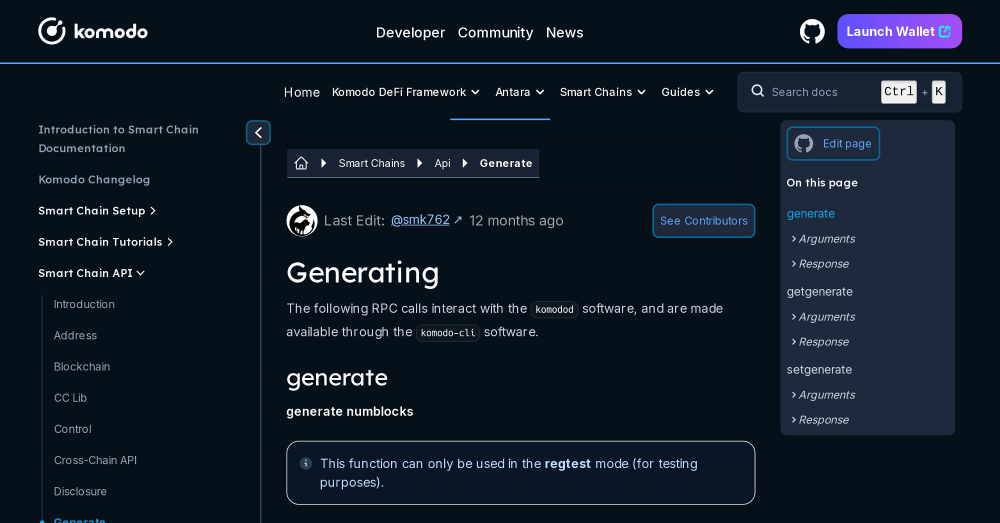 komodo
Developer Community News
Launch Wallet
Home Komodo DeFi Framework Antara Smart Chains Guides
Search docs Ctrl + K
Introduction to Smart Chain
Documentation
Komodo Changelog
Smart Chain Setup
Smart Chain Tutorials
Smart Chain API
Introduction
Address
Blockchain
CC Lib
Control
Cross-Chain API
Disclosure
Generate
Smart Chains Api Generate
Last Edit: @smk762 ↗ 12 months ago
See Contributors
Generating
The following RPC calls interact with the komodod software, and are made
available through the komodo-cli software.
generate
generate numblocks
This function can only be used in the regtest mode (for testing
purposes).
Edit page
On this page
generate
Arguments
Response
getgenerate
Arguments
Response
setgenerate
Arguments
Response